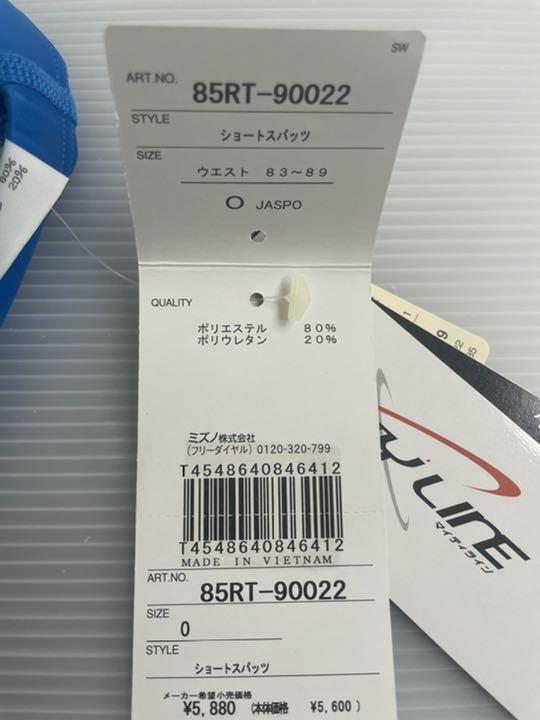 SW
ART.NO.
85RT-90022
STYLE
ショートスパッツ
SIZE
ウエスト 83～89
O JASPO
QUALITY
ポリエステル 80%
ポリウレタン 20%
ミズノ株式会社
(フリーダイヤル) 0120-320-799
T4548640846412
T4548640846412
MADE IN VIETNAM
ART.NO.
85RT-90022
SIZE
O
STYLE
ショートスパッツ
メーカー希望小売価格
¥5,880 (本体価格 ¥5,600)
80%
20%
LINE
マイティライン